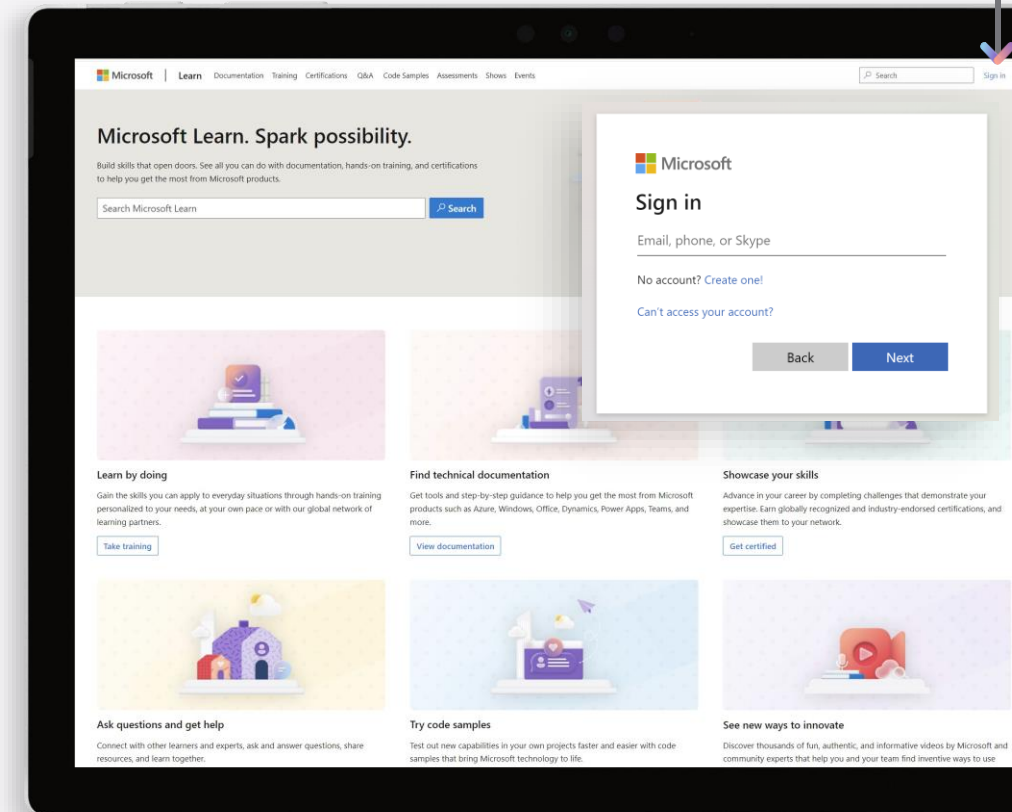 Microsoft | Learn Documentation Training Certifications Q&A Code Samples Assessments Shows Events Search Sign in
Microsoft Learn. Spark possibility.
Build skills that open doors. See all you can do with documentation, hands-on training, and certifications
to help you get the most from Microsoft products.
Search Microsoft Learn Search
Microsoft
Sign in
Email, phone, or Skype
No account? Create one!
Can't access your account?
Back Next
Learn by doing
Gain the skills you can apply to everyday situations through hands-on training
personalized to your needs, at your own pace or with our global network of
learning partners.
Take training
Find technical documentation
Get tools and step-by-step guidance to help you get the most from Microsoft
products such as Azure, Windows, Office, Dynamics, Power Apps, Teams, and
more.
View documentation
Showcase your skills
Advance in your career by completing challenges that demonstrate your
expertise. Earn globally recognized and industry-endorsed certifications, and
showcase them to your network.
Get certified
Ask questions and get help
Connect with other learners and experts, ask and answer questions, share
resources, and learn together.
Try code samples
Test out new capabilities in your own projects faster and easier with code
samples that bring Microsoft technology to life.
See new ways to innovate
Discover thousands of fun, authentic, and informative videos by Microsoft and
community experts that help you and your team find inventive ways to use